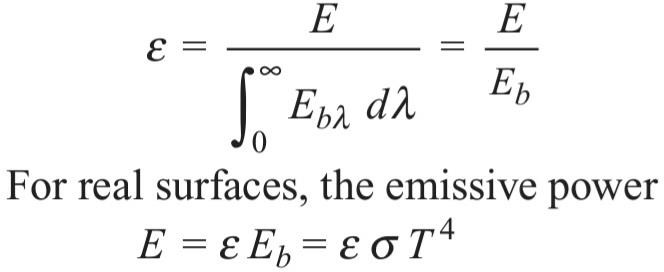 ε = E / ∫₀^∞ E_bλ dλ = E / E_b
For real surfaces, the emissive power
E = ε E_b = ε σ T⁴